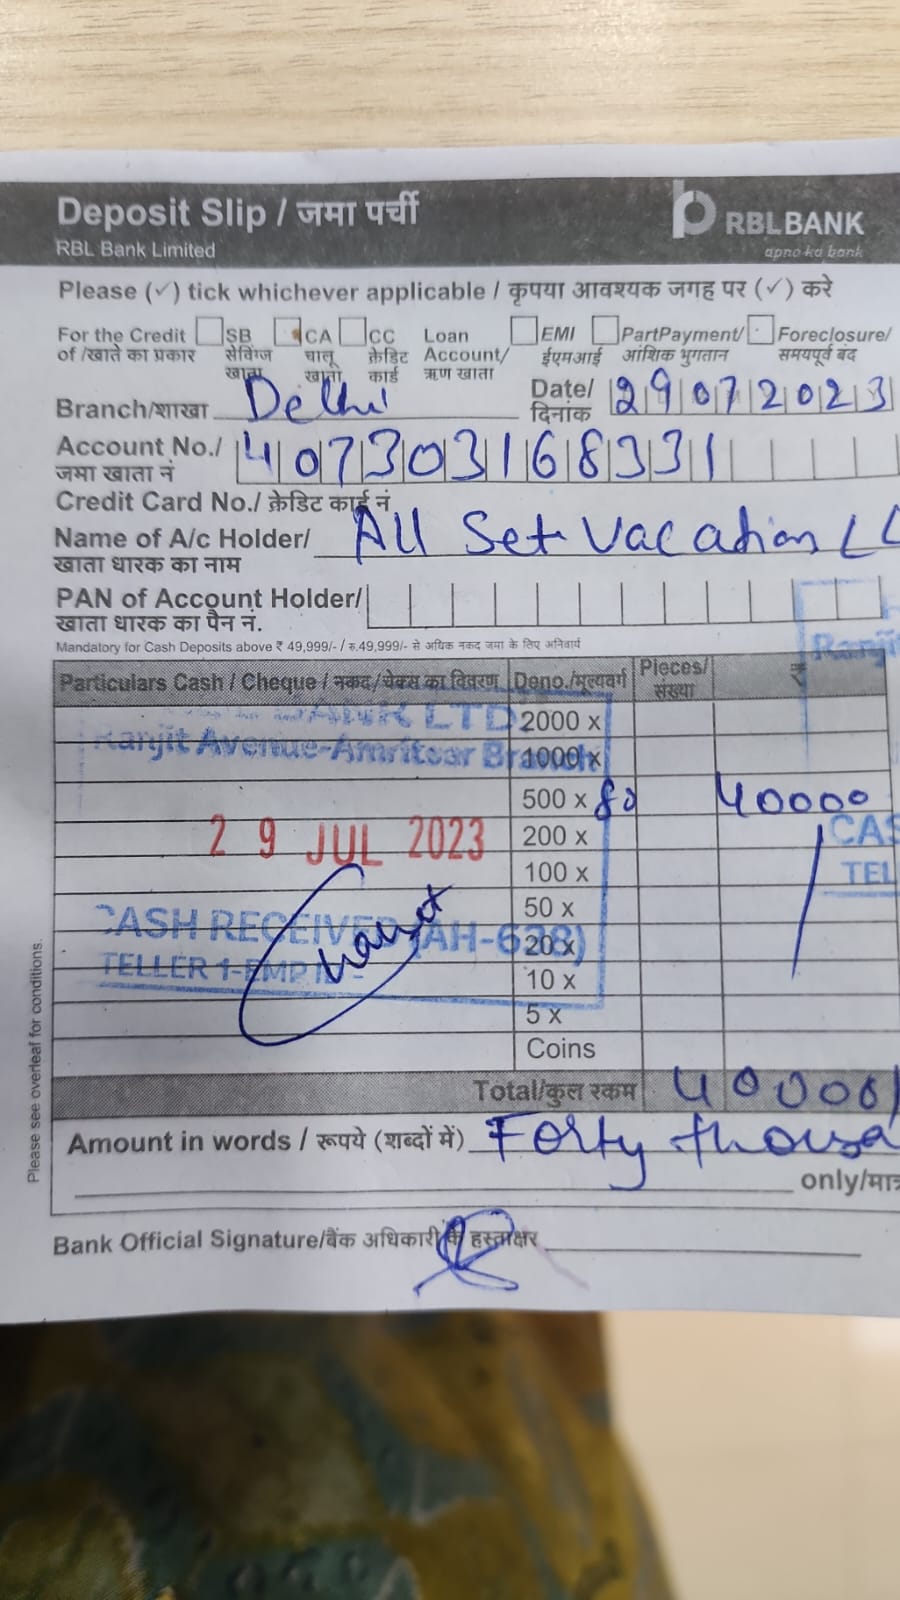 Deposit Slip / जमा पर्ची
RBL Bank Limited
RBLBANK
apno ka bank
Please (✓) tick whichever applicable / कृपया आवश्यक जगह पर (✓) करे
For the Credit SB CA CC Loan EMI PartPayment/ Foreclosure/
of /खाते का प्रकार सेविंग्ज चालू क्रेडिट Account/ ईएमआई आंशिक भुगतान समयपूर्व बंद
खाता खाता कार्ड ऋण खाता
Branch/शाखा Delhi Date/ दिनांक 29072023
Account No./ 407303168331
जमा खाता नं
Credit Card No./ क्रेडिट कार्ड नं
Name of A/c Holder/ All Set Vacation LL
खाता धारक का नाम
PAN of Account Holder/
खाता धारक का पैन नं.
Mandatory for Cash Deposits above ₹ 49,999/- / रु.49,999/- से अधिक नकद जमा के लिए अनिवार्य
Ranjit
Particulars Cash / Cheque / नकद/चेक्स का विवरण Deno./मूल्यवर्ग Pieces/ संख्या ₹
BANK LTD 2000 x
Ranjit Avenue-Amritsar Branch 1000 x
500 x 80 40000
29 JUL 2023 200 x CAS
100 x TEL
50 x
CASH RECEIVED (AH-628) 20 x
TELLER 1-EMP 10 x
5 x
Coins
Total/कुल रकम 40000/
Amount in words / रूपये (शब्दों में) Forty thousa
only/मात्र
Bank Official Signature/बैंक अधिकारी के हस्ताक्षर
Please see overleaf for conditions.